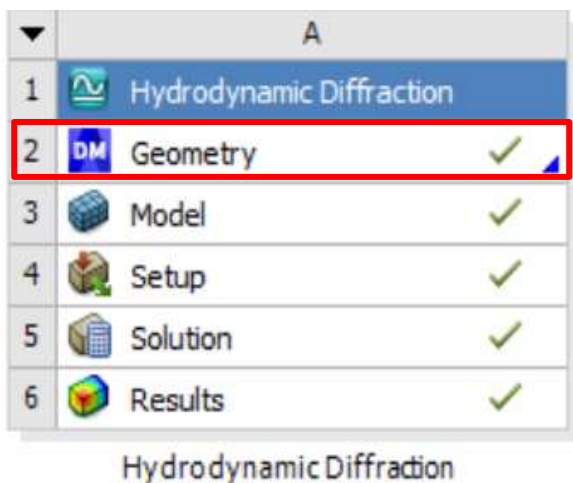 A
1 Hydrodynamic Diffraction
2 DM Geometry
3 Model
4 Setup
5 Solution
6 Results
Hydrodynamic Diffraction